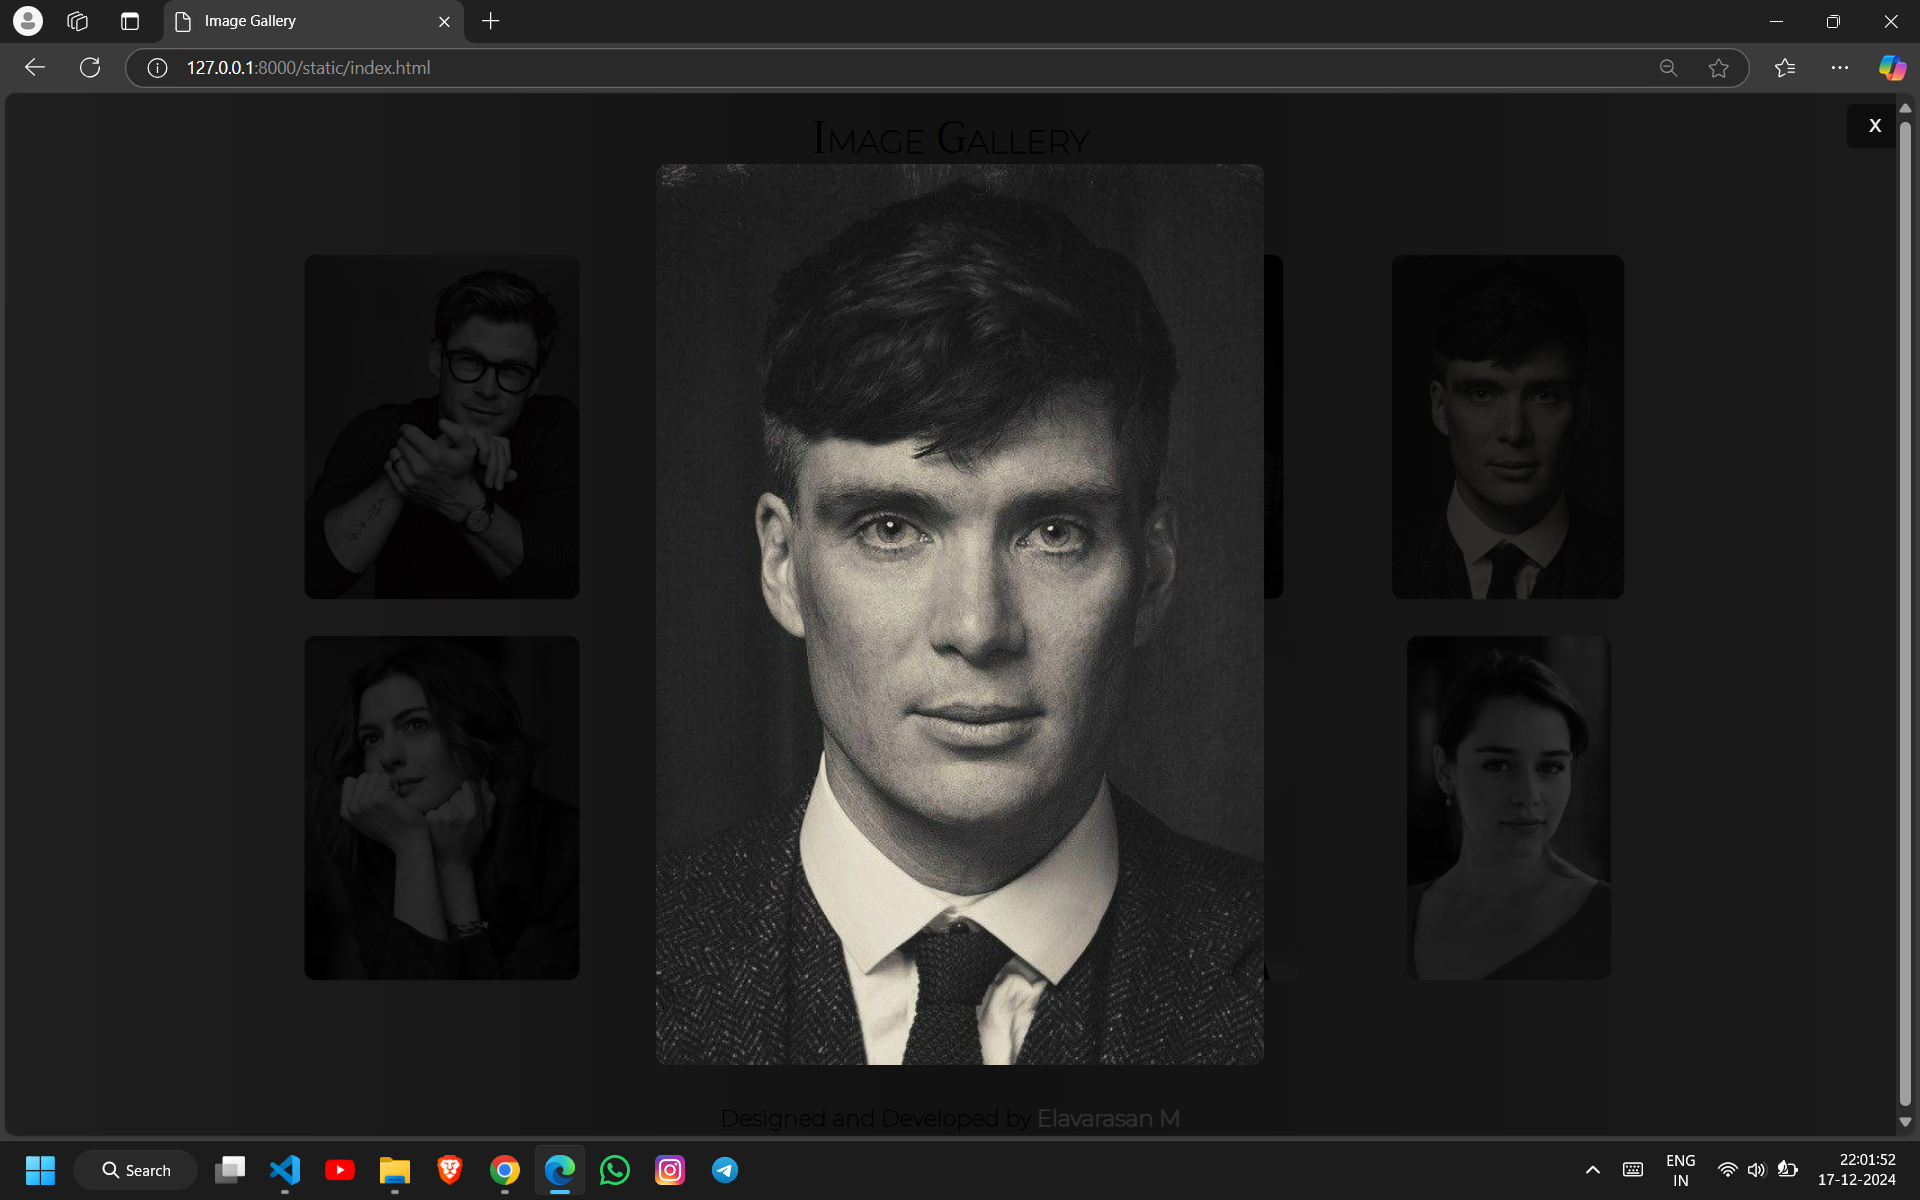 Image Gallery
127.0.0.1:8000/static/index.html
IMAGE GALLERY
X
Designed and Developed by Elavarasan M
Search
ENG
IN
22:01:52
17-12-2024